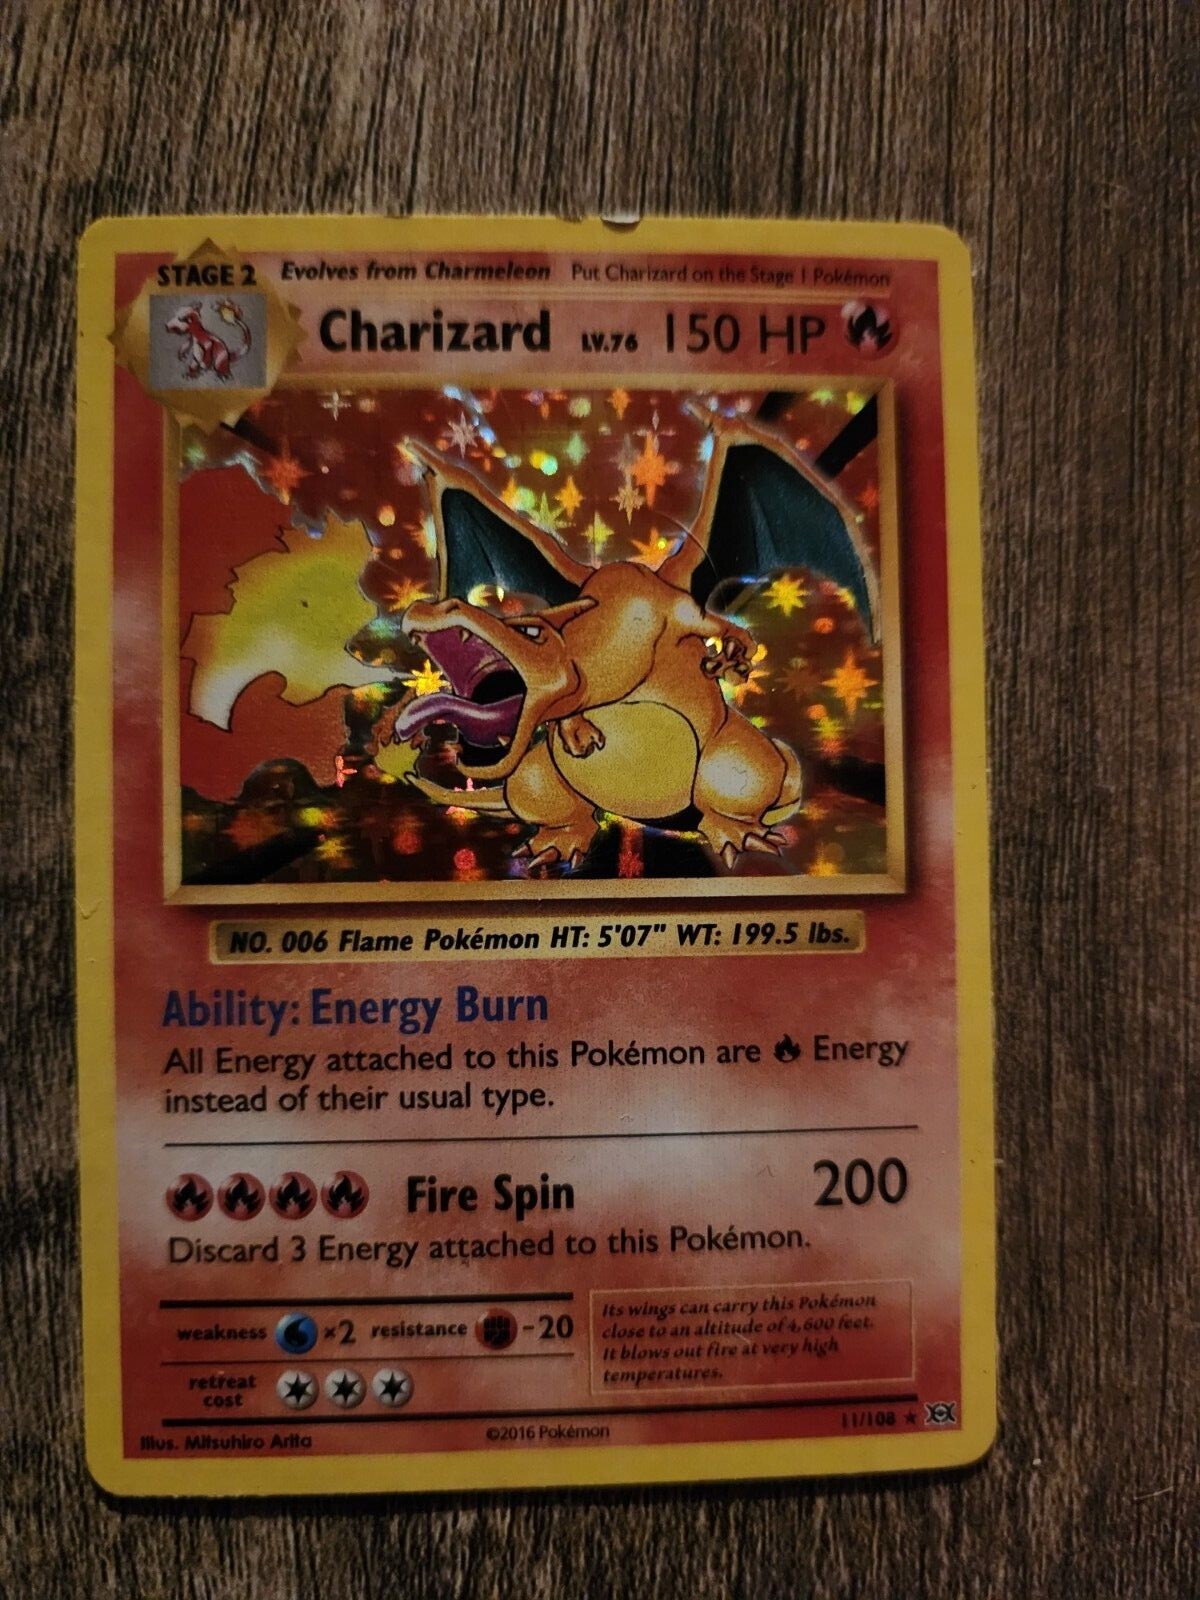 STAGE 2 Evolves from Charmeleon Put Charizard on the Stage 1 Pokémon
Charizard LV.76 150 HP
NO. 006 Flame Pokémon HT: 5'07" WT: 199.5 lbs.
Ability: Energy Burn
All Energy attached to this Pokémon are Energy
instead of their usual type.
Fire Spin 200
Discard 3 Energy attached to this Pokémon.
weakness ×2 resistance -20
retreat
cost
Its wings can carry this Pokémon
close to an altitude of 4,600 feet.
It blows out fire at very high
temperatures.
Illus. Mitsuhiro Arita ©2016 Pokémon 11/108 ★